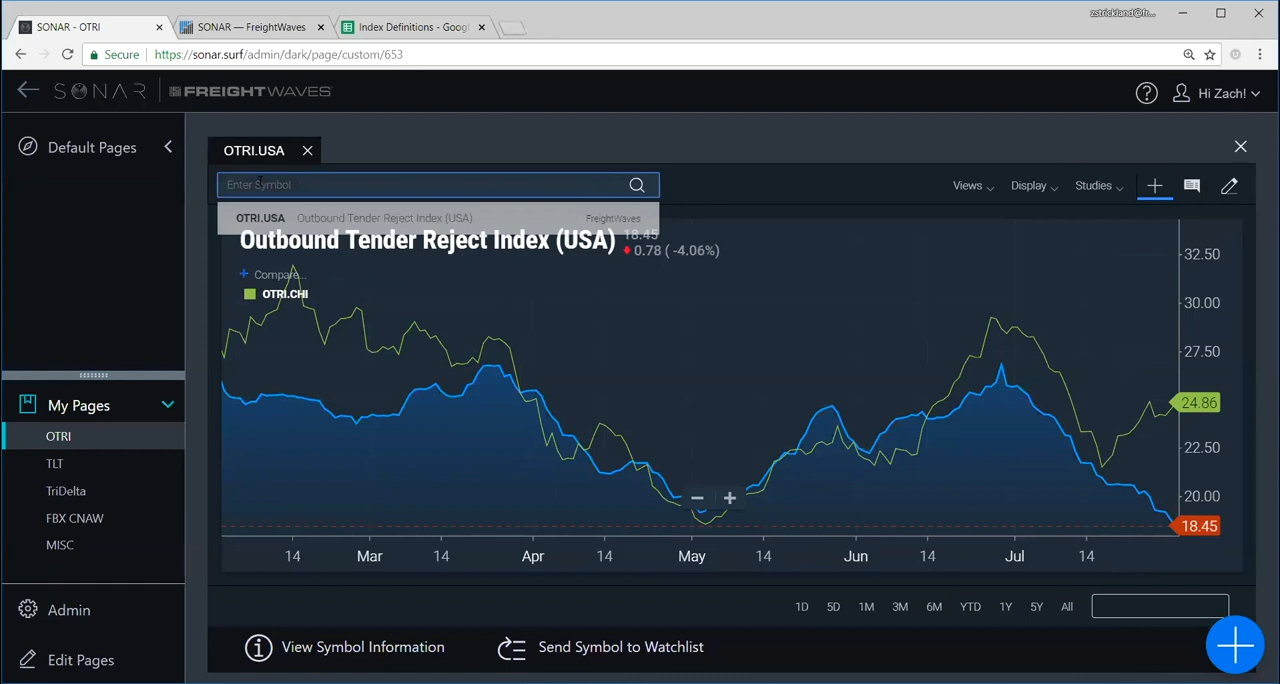 SONAR - OTRI
SONAR — FreightWaves
Index Definitions - Goog
zstrickland@fr...
Secure
https://sonar.surf/admin/dark/page/custom/653
SONAR
FREIGHTWAVES
Hi Zach!
Default Pages
OTRI.USA
Enter Symbol
Views
Display
Studies
OTRI.USA Outbound Tender Reject Index (USA) FreightWaves
Outbound Tender Reject Index (USA)
18.45
0.78 ( -4.06%)
Compare...
OTRI.CHI
32.50
30.00
27.50
24.86
22.50
20.00
18.45
14 Mar 14 Apr 14 May 14 Jun 14 Jul 14
My Pages
OTRI
TLT
TriDelta
FBX CNAW
MISC
1D 5D 1M 3M 6M YTD 1Y 5Y All
Admin
Edit Pages
View Symbol Information
Send Symbol to Watchlist